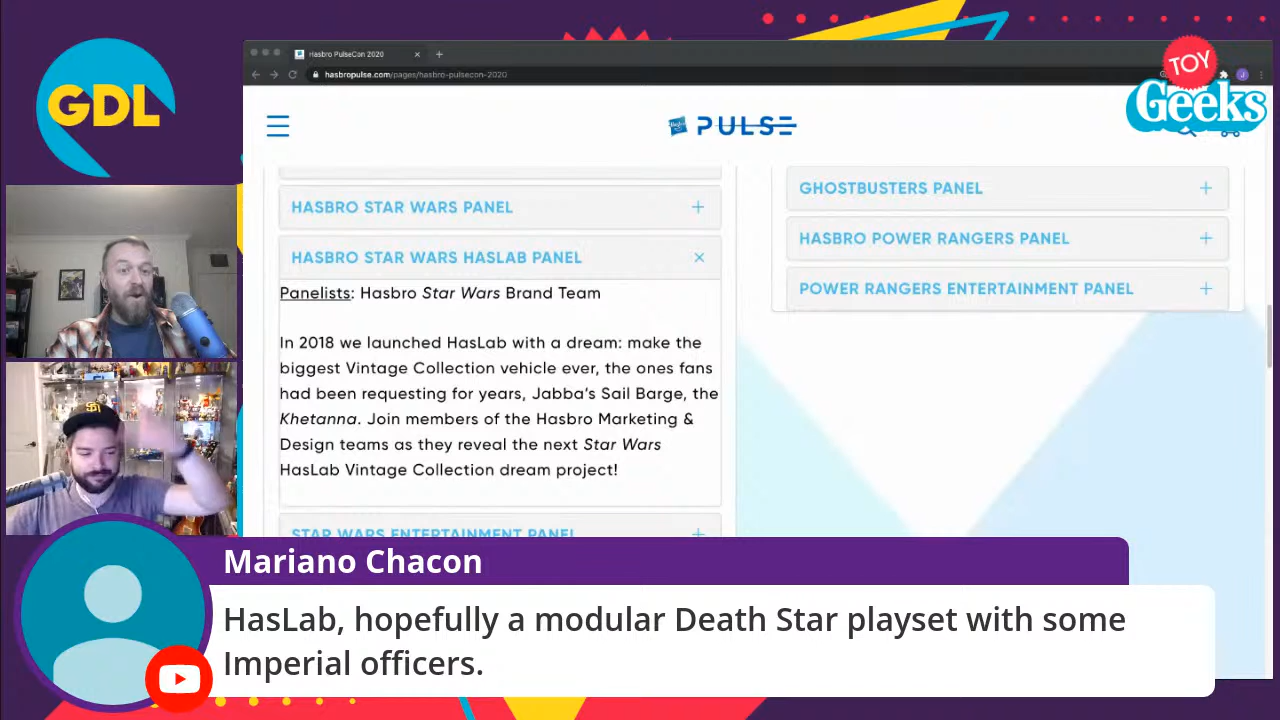 GDL
Hasbro PulseCon 2020
hasbropulse.com/pages/hasbro-pulsecon-2020
TOY
Geeks
Hasbro
PULSE
HASBRO STAR WARS PANEL
HASBRO STAR WARS HASLAB PANEL
Panelists: Hasbro Star Wars Brand Team
In 2018 we launched HasLab with a dream: make the
biggest Vintage Collection vehicle ever, the ones fans
had been requesting for years, Jabba's Sail Barge, the
Khetanna. Join members of the Hasbro Marketing &
Design teams as they reveal the next Star Wars
HasLab Vintage Collection dream project!
STAR WARS ENTERTAINMENT PANEL
GHOSTBUSTERS PANEL
HASBRO POWER RANGERS PANEL
POWER RANGERS ENTERTAINMENT PANEL
Mariano Chacon
HasLab, hopefully a modular Death Star playset with some
Imperial officers.